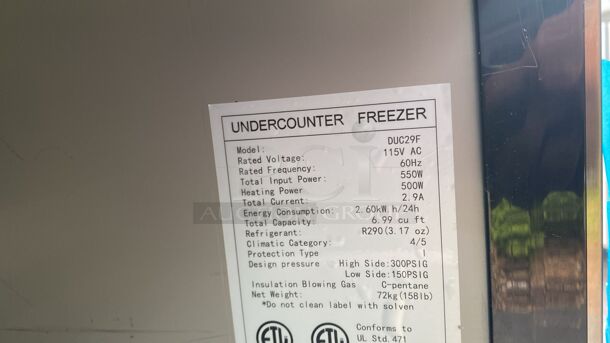 UNDERCOUNTER FREEZER
Model: DUC29F
Rated Voltage: 115V AC
Rated Frequency: 60Hz
Total Input Power: 550W
Heating Power 500W
Total Current: 2.9A
Energy Consumption: 2.60kW.h/24h
Total Capacity: 6.99 cu ft
Refrigerant: R290(3.17 oz)
Climatic Category: 4/5
Protection Type I
Design pressure High Side:300PSIG
Low Side:150PSIG
Insulation Blowing Gas C-pentane
Net Weight: 72kg(158lb)
*Do not clean label with solven
Conforms to
UL Std. 471